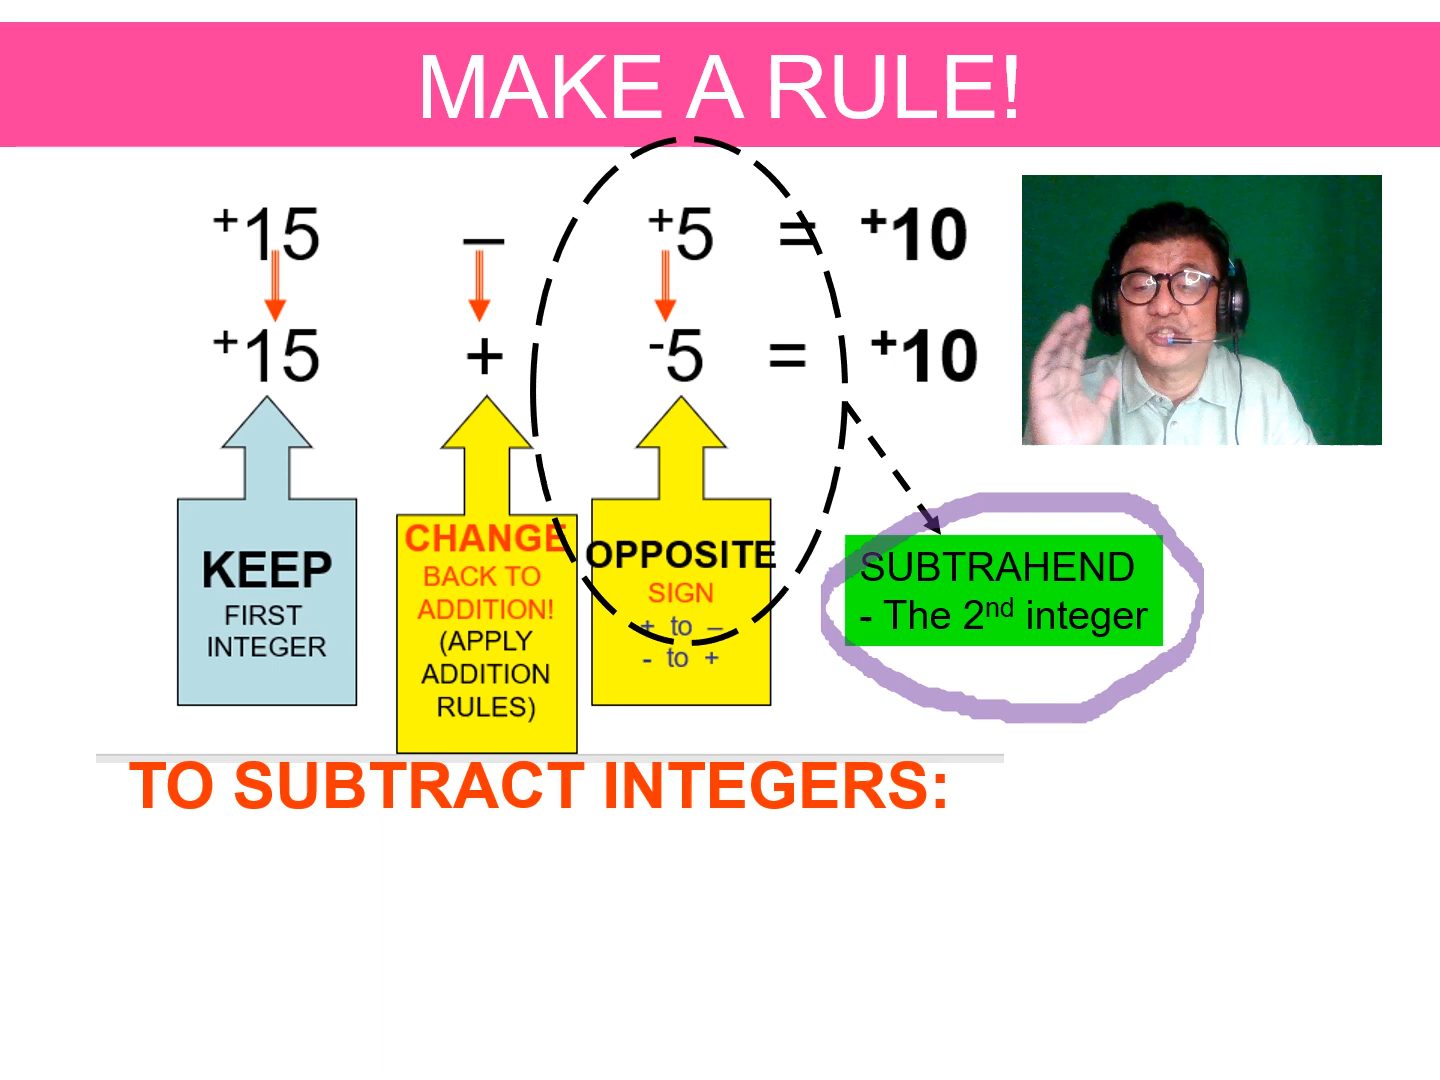 MAKE A RULE!
+15 – +5 = +10
+15 + -5 = +10
KEEP
FIRST
INTEGER
CHANGE
BACK TO
ADDITION!
(APPLY
ADDITION
RULES)
OPPOSITE
SIGN
+ to –
- to +
SUBTRAHEND
- The 2nd integer
TO SUBTRACT INTEGERS: